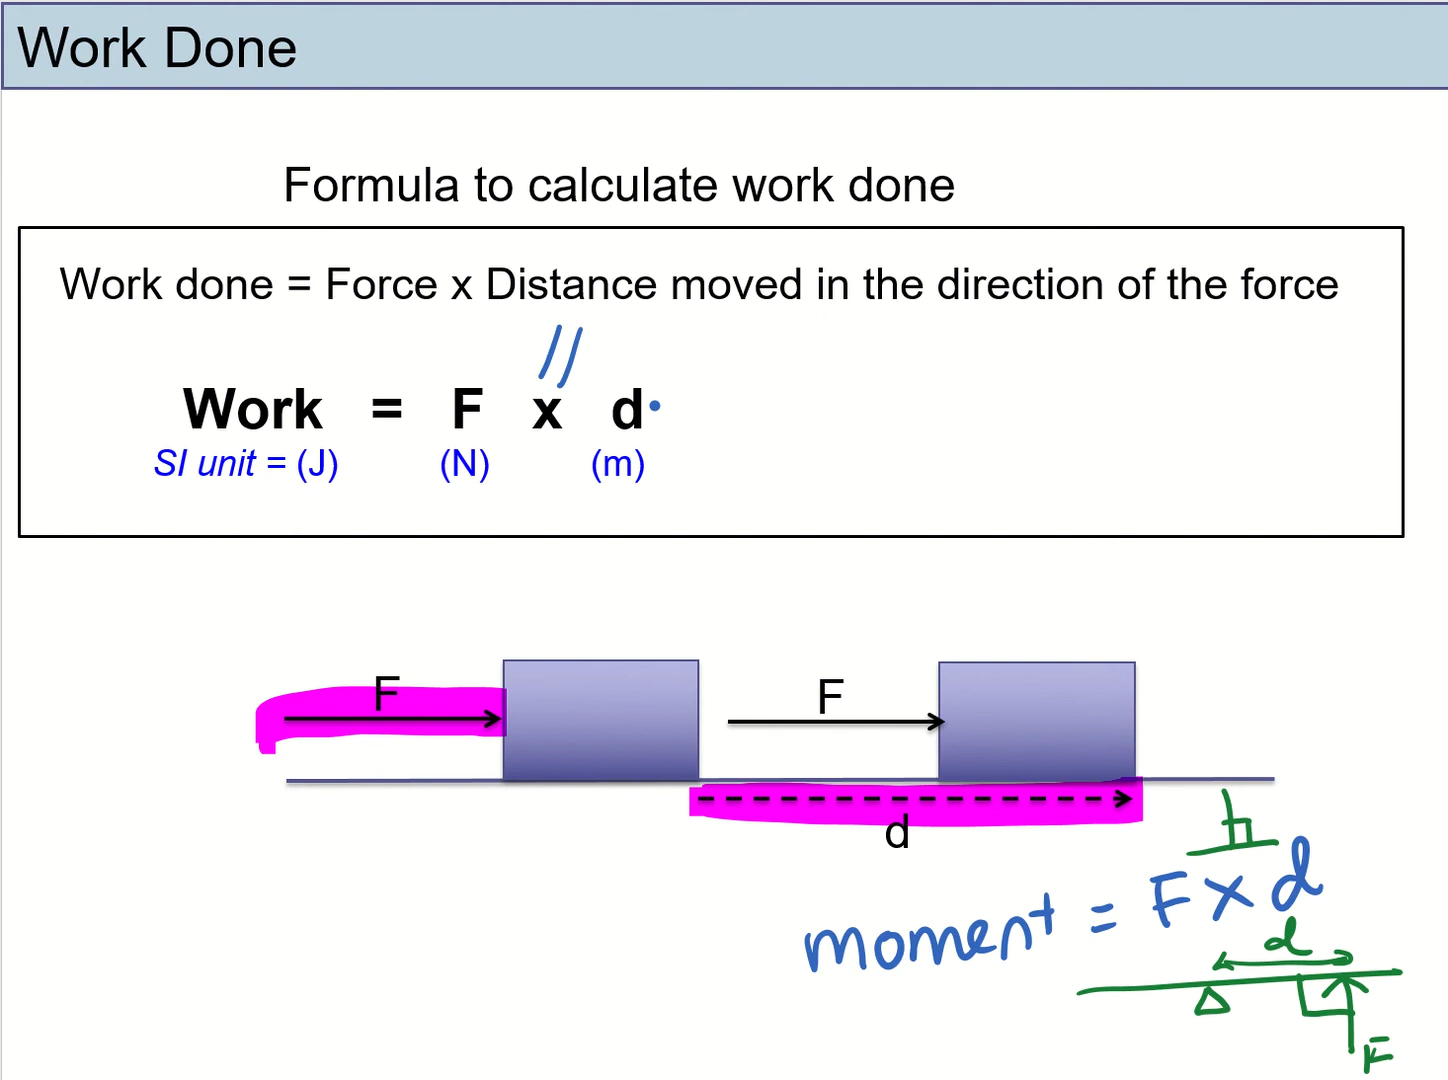 Work Done
Formula to calculate work done
Work done = Force x Distance moved in the direction of the force
//
Work = F x d
SI unit = (J) (N) (m)
F F
d
moment = F x d
d
F